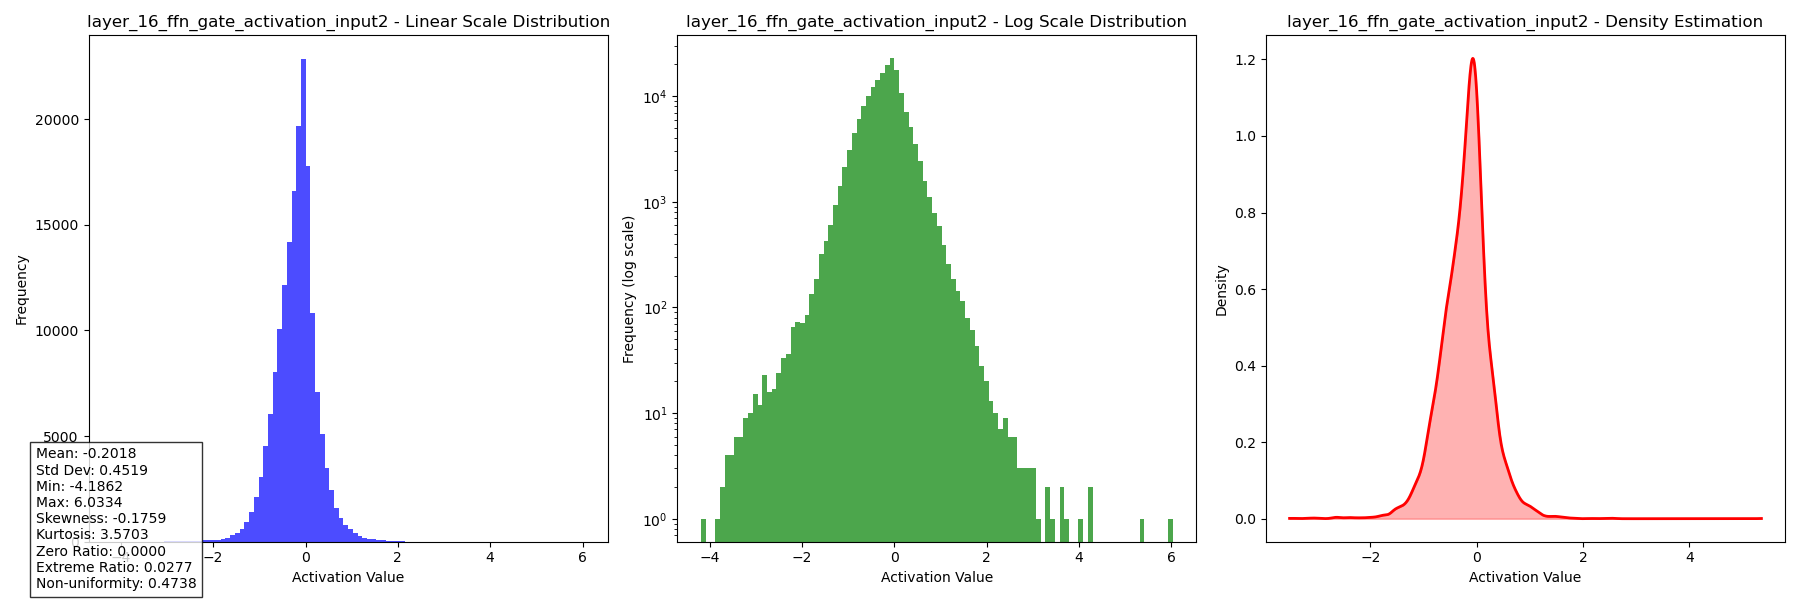 layer_16_ffn_gate_activation_input2 - Linear Scale Distribution
Frequency
20000
15000
10000
5000
0
−4
−2
0
2
4
6
Activation Value
Mean: -0.2018
Std Dev: 0.4519
Min: -4.1862
Max: 6.0334
Skewness: -0.1759
Kurtosis: 3.5703
Zero Ratio: 0.0000
Extreme Ratio: 0.0277
Non-uniformity: 0.4738
layer_16_ffn_gate_activation_input2 - Log Scale Distribution
Frequency (log scale)
10⁴
10³
10²
10¹
10⁰
−4
−2
0
2
4
6
Activation Value
layer_16_ffn_gate_activation_input2 - Density Estimation
Density
1.2
1.0
0.8
0.6
0.4
0.2
0.0
−2
0
2
4
Activation Value